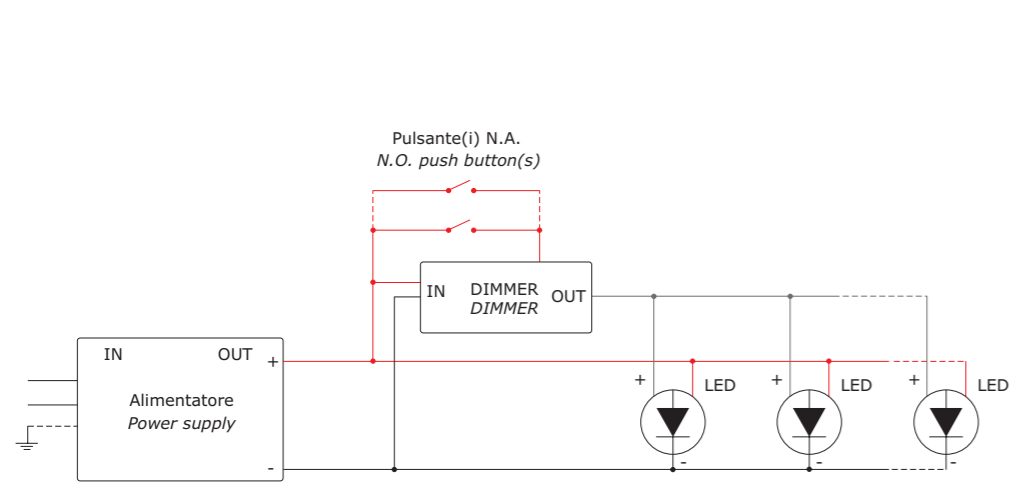 Pulsante(i) N.A.
N.O. push button(s)
IN DIMMER OUT
DIMMER
IN OUT +
Alimentatore
Power supply
-
+ LED
-
+ LED
-
+ LED
-